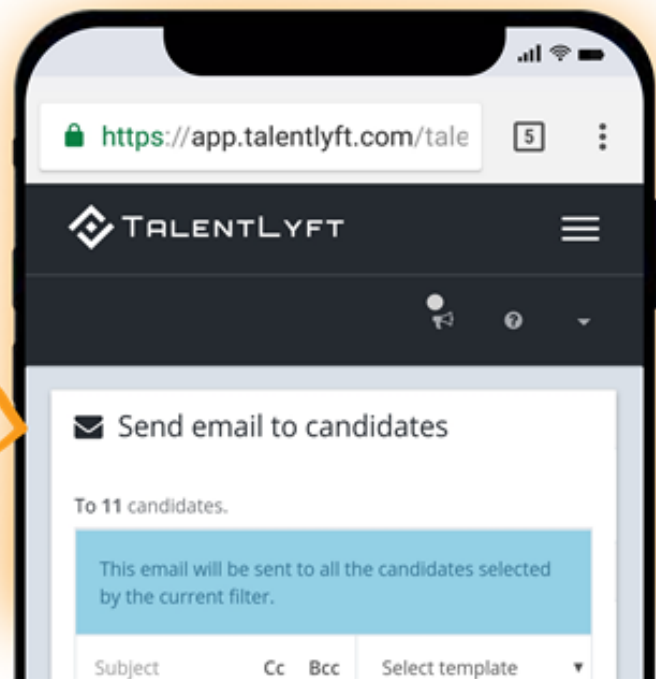 https://app.talentlyft.com/tale 5
TALENTLYFT
Send email to candidates
To 11 candidates.
This email will be sent to all the candidates selected
by the current filter.
Subject Cc Bcc Select template